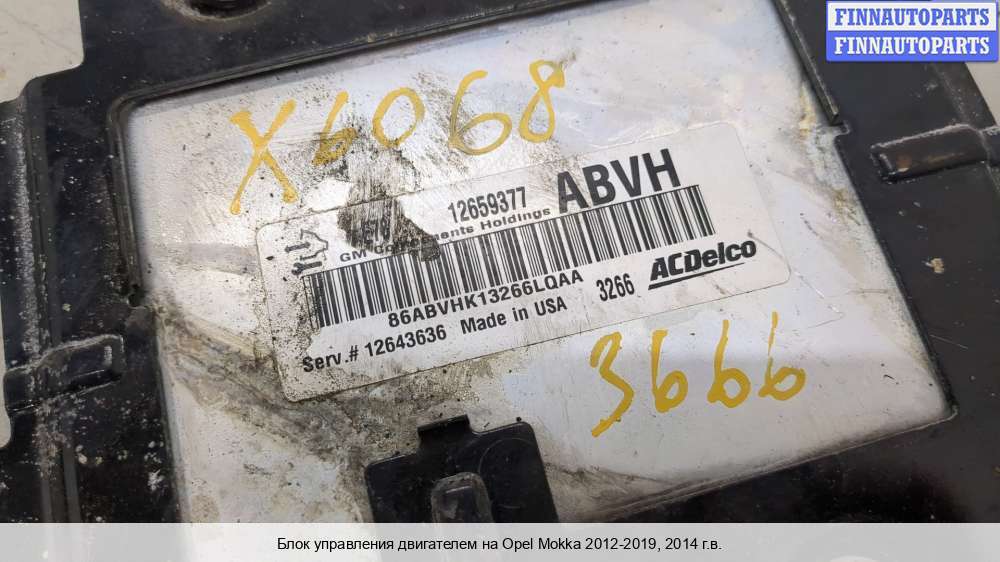 FINNAUTOPARTS
FINNAUTOPARTS
X6068
12659377 ABVH
GM Components Holdings
86ABVHK13266LQAA
3266 ACDelco
Serv.# 12643636 Made in USA
3666
Блок управления двигателем на Opel Mokka 2012-2019, 2014 г.в.